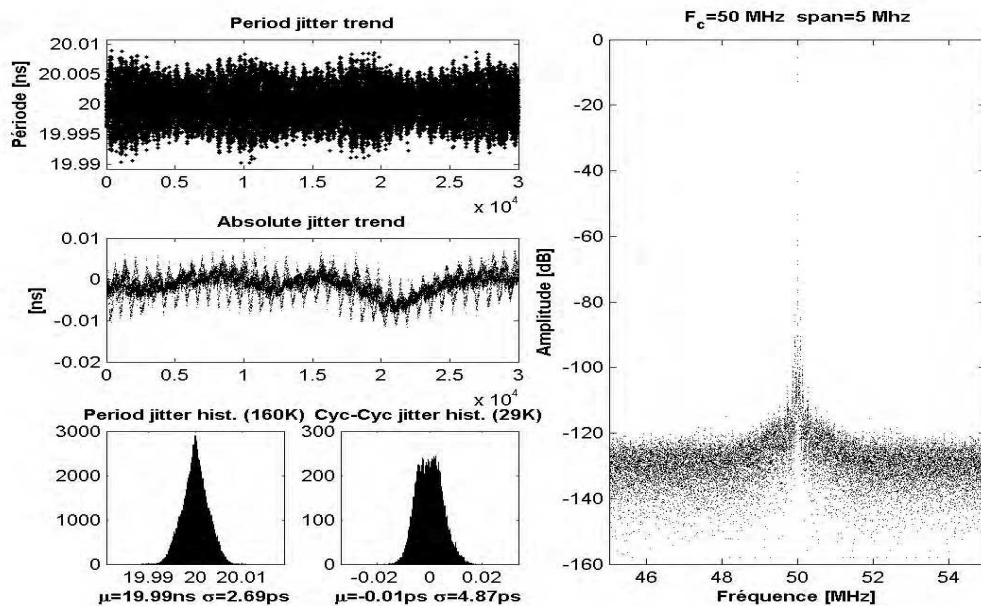 Period jitter trend
20.01
20.005
20
19.995
19.99
Période [ns]
0 0.5 1 1.5 2 2.5 3
x 10^4
Absolute jitter trend
0.01
0
-0.01
-0.02
[ns]
0 0.5 1 1.5 2 2.5 3
x 10^4
Period jitter hist. (160K)
3000
2000
1000
0
19.99 20 20.01
μ=19.99ns σ=2.69ps
Cyc-Cyc jitter hist. (29K)
300
200
100
0
-0.02 0 0.02
μ=-0.01ps σ=4.87ps
F_c=50 MHz span=5 Mhz
0
-20
-40
-60
-80
-100
-120
-140
-160
Amplitude [dB]
46 48 50 52 54
Fréquence [MHz]